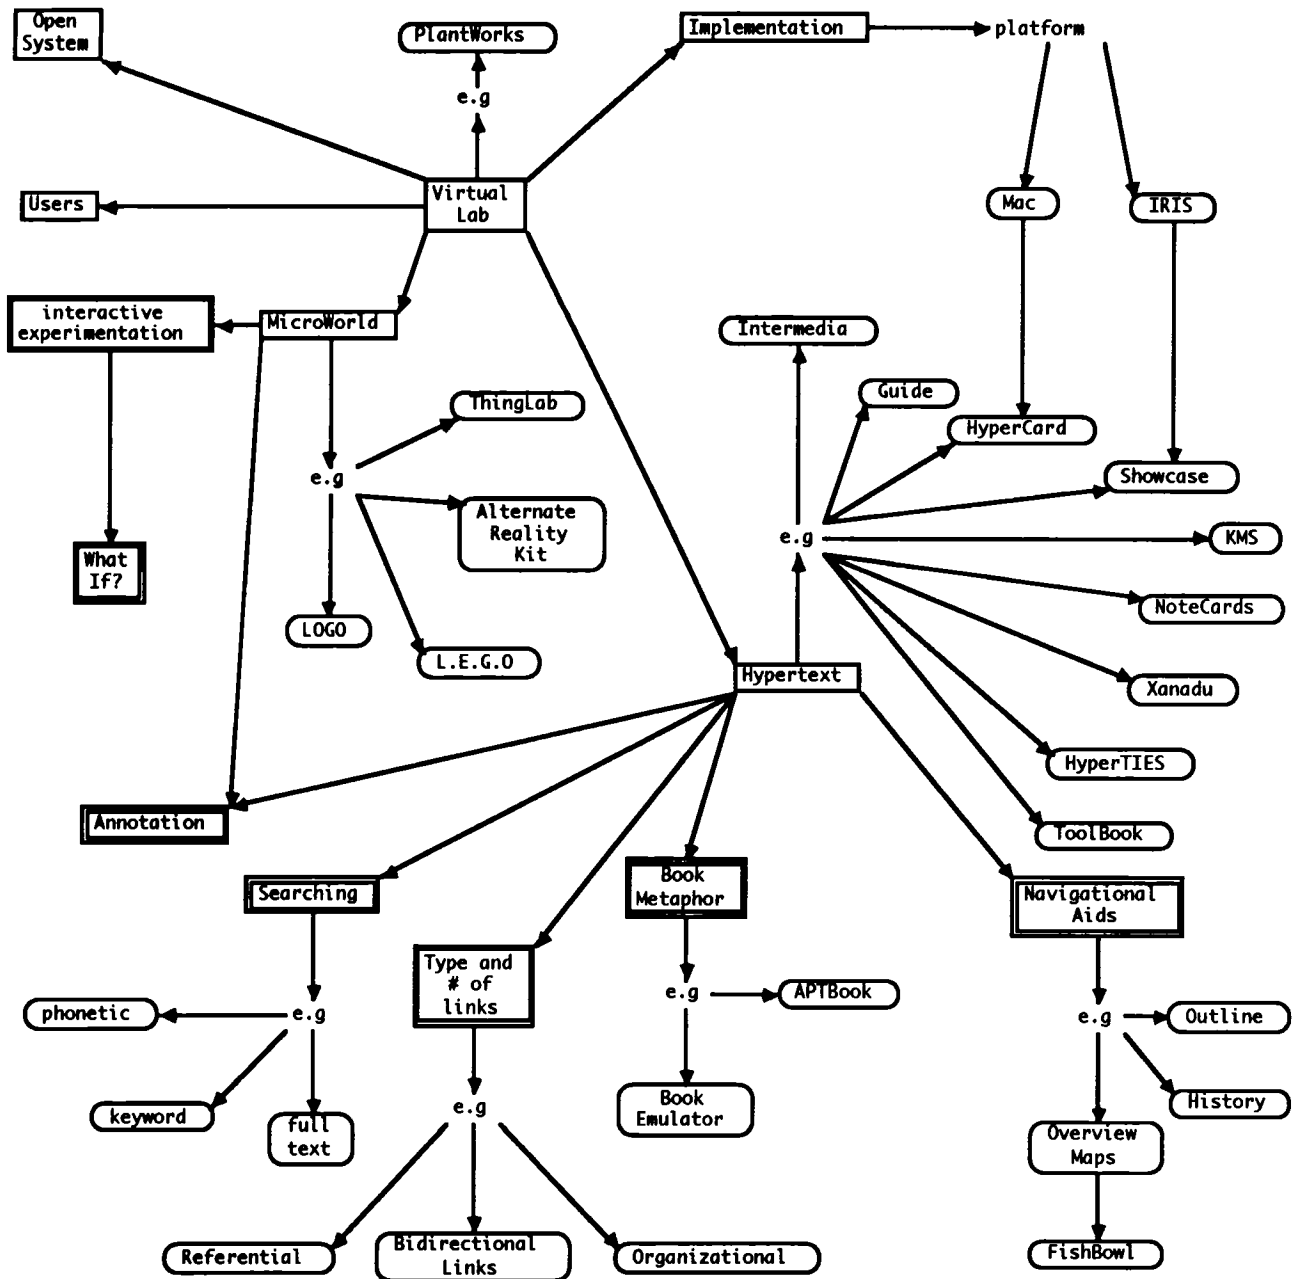 Open
System
PlantWorks
Implementation
platform
e.g
Virtual
Lab
Users
Mac
IRIS
interactive
experimentation
MicroWorld
Intermedia
Guide
ThingLab
HyperCard
Showcase
e.g
Alternate
Reality
Kit
e.g
KMS
What
If?
NoteCards
LOGO
L.E.G.O
Hypertext
Xanadu
HyperTIES
Annotation
ToolBook
Searching
Book
Metaphor
Navigational
Aids
Type and
# of
links
e.g
APTBook
phonetic
e.g
e.g
Outline
keyword
full
text
e.g
Book
Emulator
History
Overview
Maps
Referential
Bidirectional
Links
Organizational
FishBowl